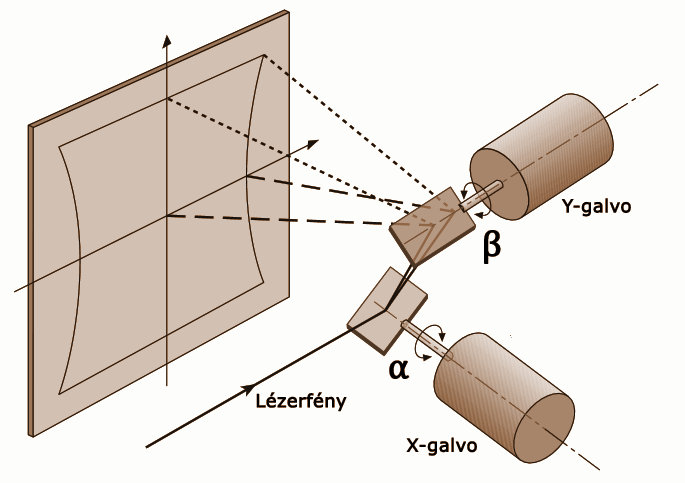 Y-galvo
β
α
Lézerfény
X-galvo